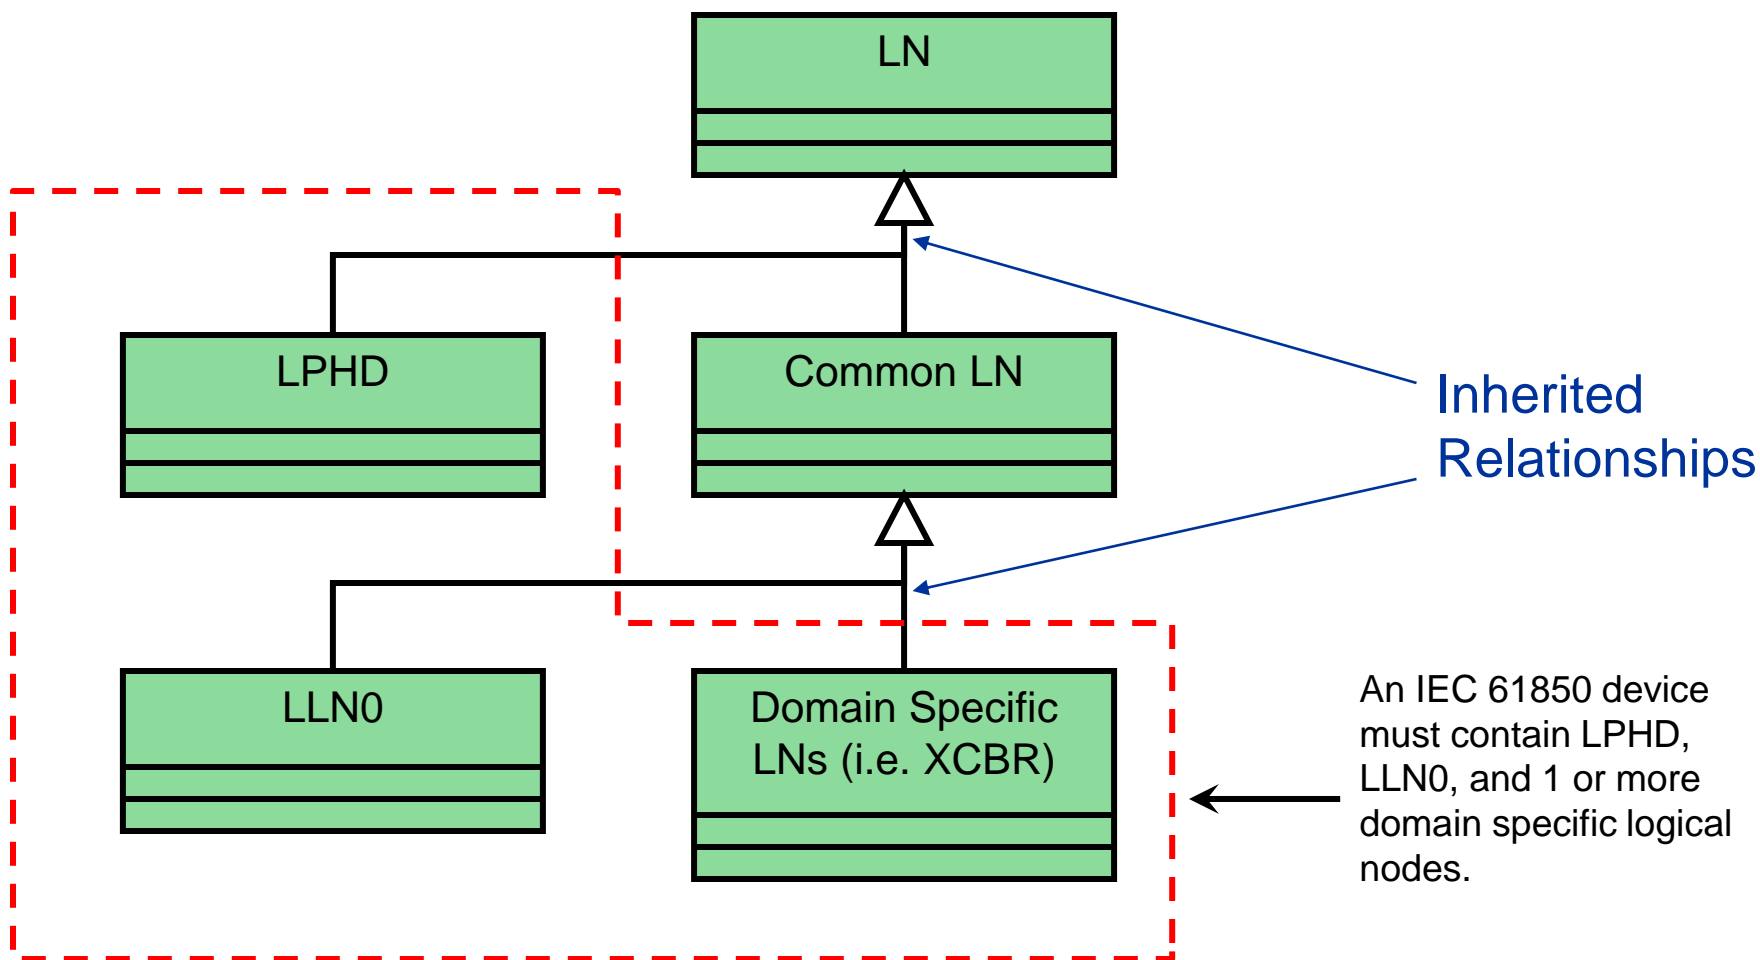 LN
LPHD
Common LN
Inherited
Relationships
LLN0
Domain Specific
LNs (i.e. XCBR)
An IEC 61850 device
must contain LPHD,
LLN0, and 1 or more
domain specific logical
nodes.